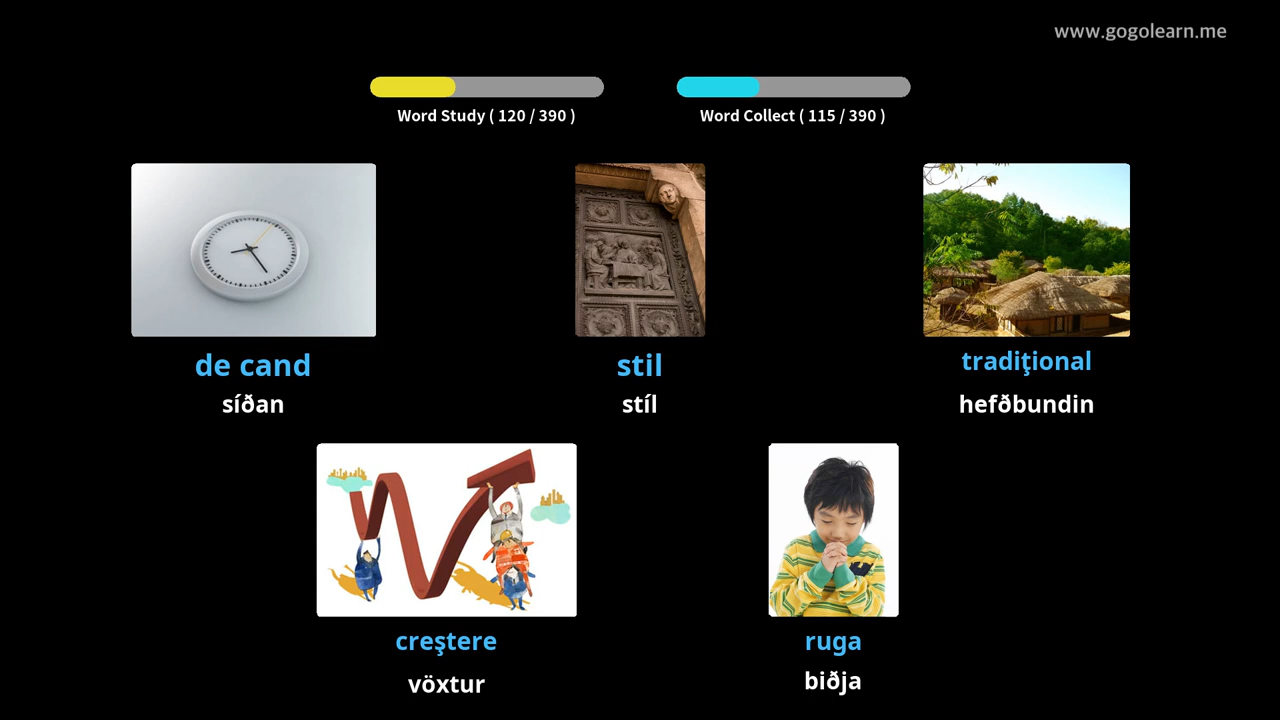 www.gogolearn.me
Word Study ( 120 / 390 )
Word Collect ( 115 / 390 )
de cand
síðan
stil
stíl
tradiţional
hefðbundin
creştere
vöxtur
ruga
biðja